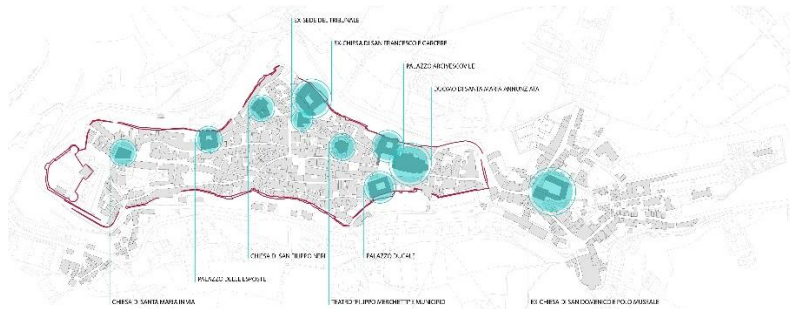 EX SEDE DEL TRIBUNALE
EX CHIESA DI SAN FRANCESCO E CARCERE
PALAZZO ARCIVESCOVILE
DUOMO DI SANTA MARIA ANNUNZIATA
CHIESA DI SAN FILIPPO NERI
PALAZZO DUCALE
PALAZZO DELLE ESPOSTE
CHIESA DI SANTA MARIA IN VIA
TEATRO "FILIPPO MARCHETTI" E MUNICIPIO
EX CHIESA DI SAN DOMENICO E POLO MUSEALE